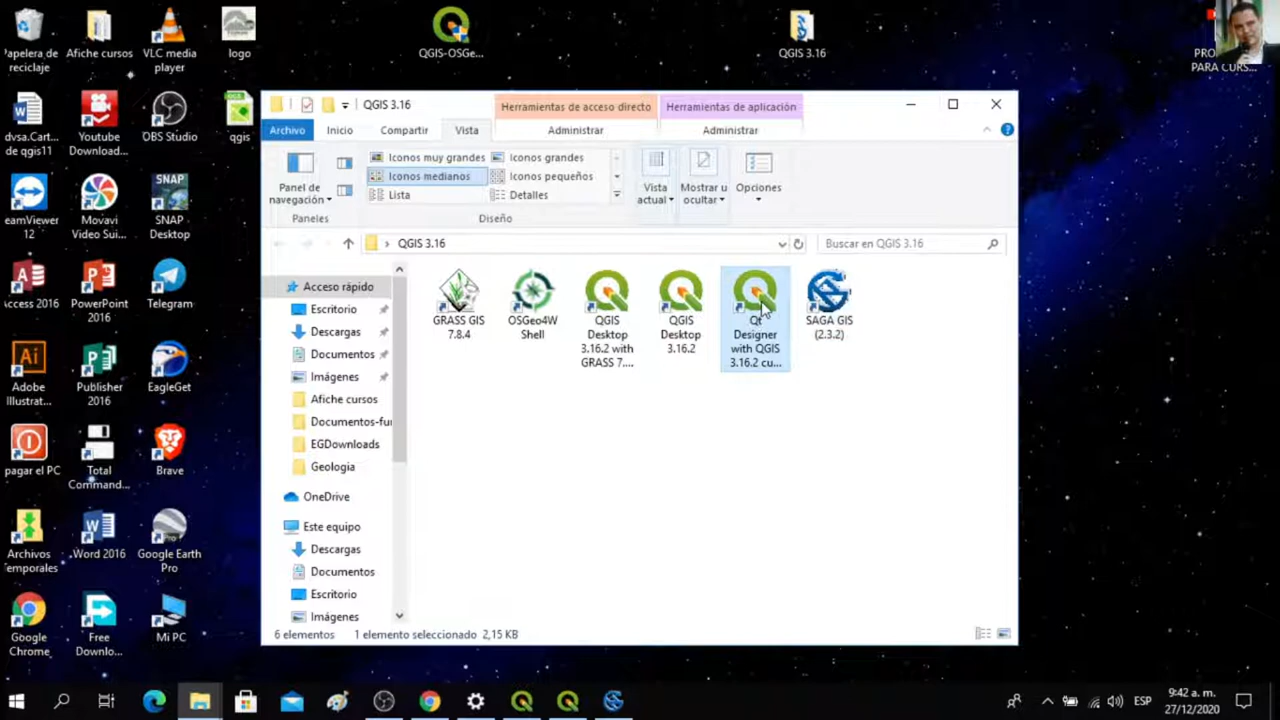 Papelera de
reciclaje
Afiche cursos
VLC media
player
logo
QGIS-OSGe...
QGIS 3.16
PARA CURS...
dvsa.Cart...
de qgis11
Youtube
Download...
OBS Studio
qgis
eamViewer
12
Movavi
Video Sui...
SNAP
SNAP
Desktop
Access 2016
PowerPoint
2016
Telegram
Ai
Adobe
Illustrat...
Publisher
2016
EagleGet
pagar el PC
Total
Command...
Brave
Archivos
Temporales
Word 2016
Pro
Google Earth
Pro
Google
Chrome
Free
Downlo...
Mi PC
QGIS 3.16
Herramientas de acceso directo
Herramientas de aplicación
Archivo
Inicio
Compartir
Vista
Administrar
Administrar
Panel de
navegación
Iconos muy grandes
Iconos grandes
Iconos medianos
Iconos pequeños
Lista
Detalles
Vista
actual
Mostrar u
ocultar
Opciones
Paneles
Diseño
QGIS 3.16
Buscar en QGIS 3.16
Acceso rápido
Escritorio
Descargas
Documentos
Imágenes
Afiche cursos
Documentos-fu
EGDownloads
Geologia
OneDrive
Este equipo
Descargas
Documentos
Escritorio
Imágenes
GRASS GIS
7.8.4
OSGeo4W
Shell
QGIS
Desktop
3.16.2 with
GRASS 7....
QGIS
Desktop
3.16.2
Qt
Designer
with QGIS
3.16.2 cu...
SAGA GIS
(2.3.2)
6 elementos
1 elemento seleccionado
2,15 KB
ESP
9:42 a. m.
27/12/2020